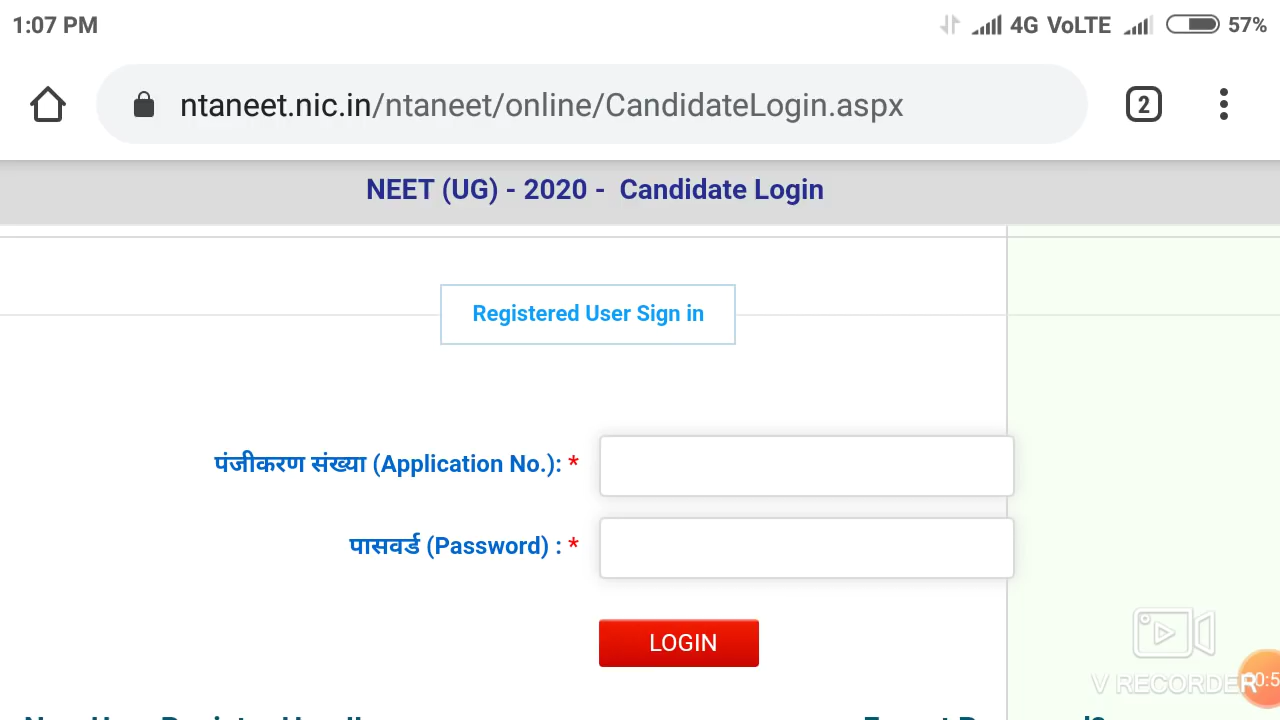 1:07 PM
4G VoLTE 57%
ntaneet.nic.in/ntaneet/online/CandidateLogin.aspx
2
NEET (UG) - 2020 - Candidate Login
Registered User Sign in
पंजीकरण संख्या (Application No.): *
पासवर्ड (Password) : *
LOGIN
V RECORDER